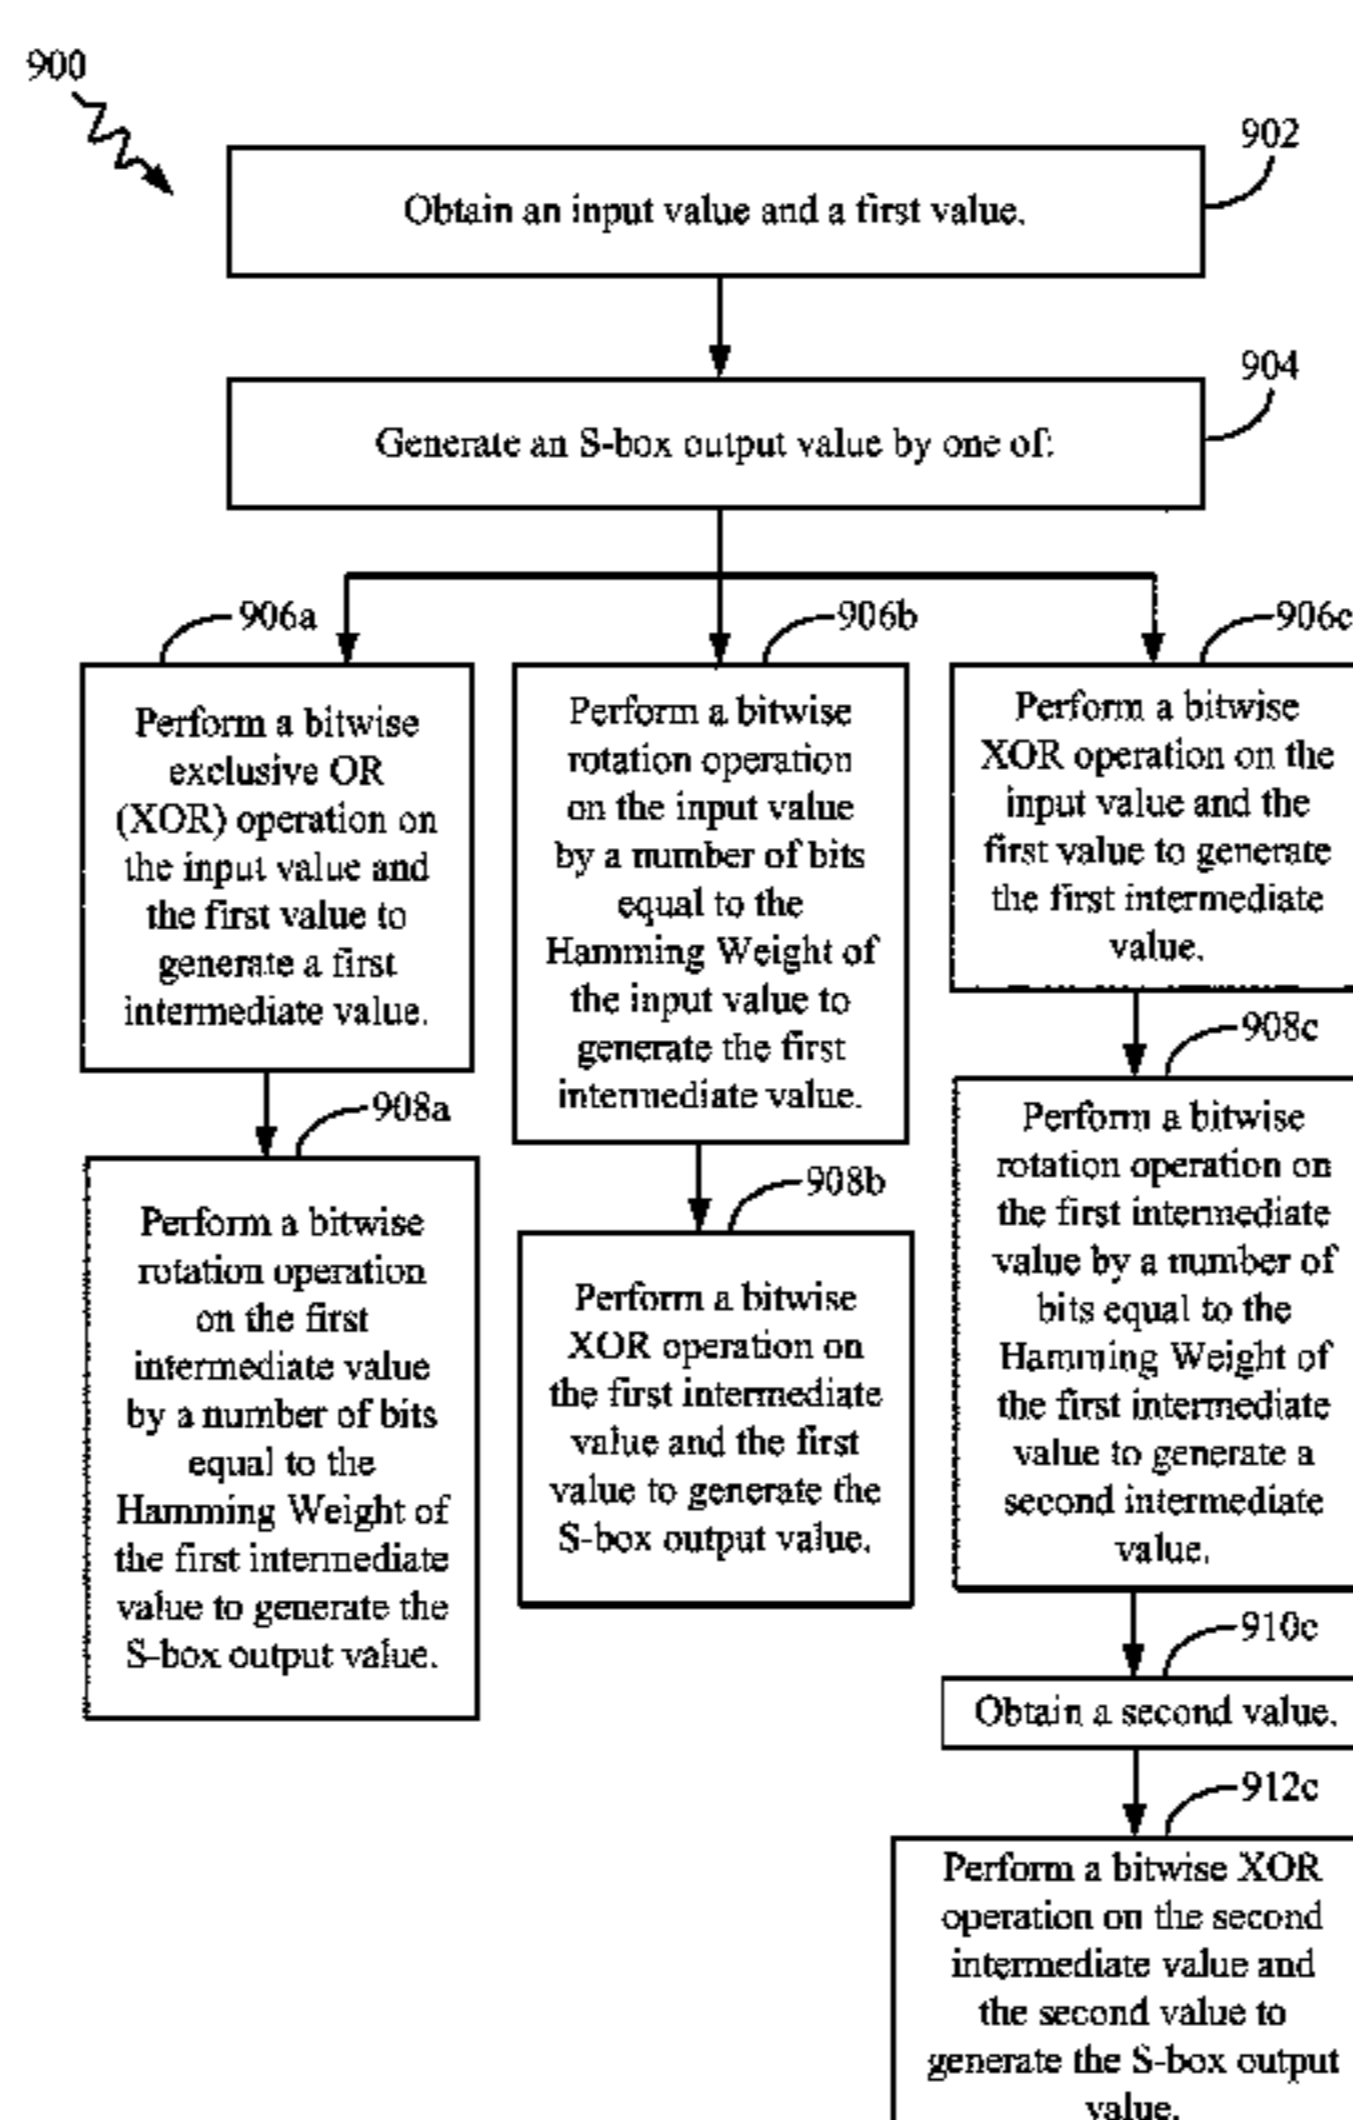 900
902
Obtain an input value and a first value.
904
Generate an S-box output value by one of:
906a
Perform a bitwise
exclusive OR
(XOR) operation on
the input value and
the first value to
generate a first
intermediate value.
908a
Perform a bitwise
rotation operation
on the first
intermediate value
by a number of bits
equal to the
Hamming Weight of
the first intermediate
value to generate the
S-box output value.
906b
Perform a bitwise
rotation operation
on the input value
by a number of bits
equal to the
Hamming Weight of
the input value to
generate the first
intermediate value.
908b
Perform a bitwise
XOR operation on
the first intermediate
value and the first
value to generate the
S-box output value.
906c
Perform a bitwise
XOR operation on the
input value and the
first value to generate
the first intermediate
value.
908c
Perform a bitwise
rotation operation on
the first intermediate
value by a number of
bits equal to the
Hamming Weight of
the first intermediate
value to generate a
second intermediate
value.
910c
Obtain a second value.
912c
Perform a bitwise XOR
operation on the second
intermediate value and
the second value to
generate the S-box output
value.